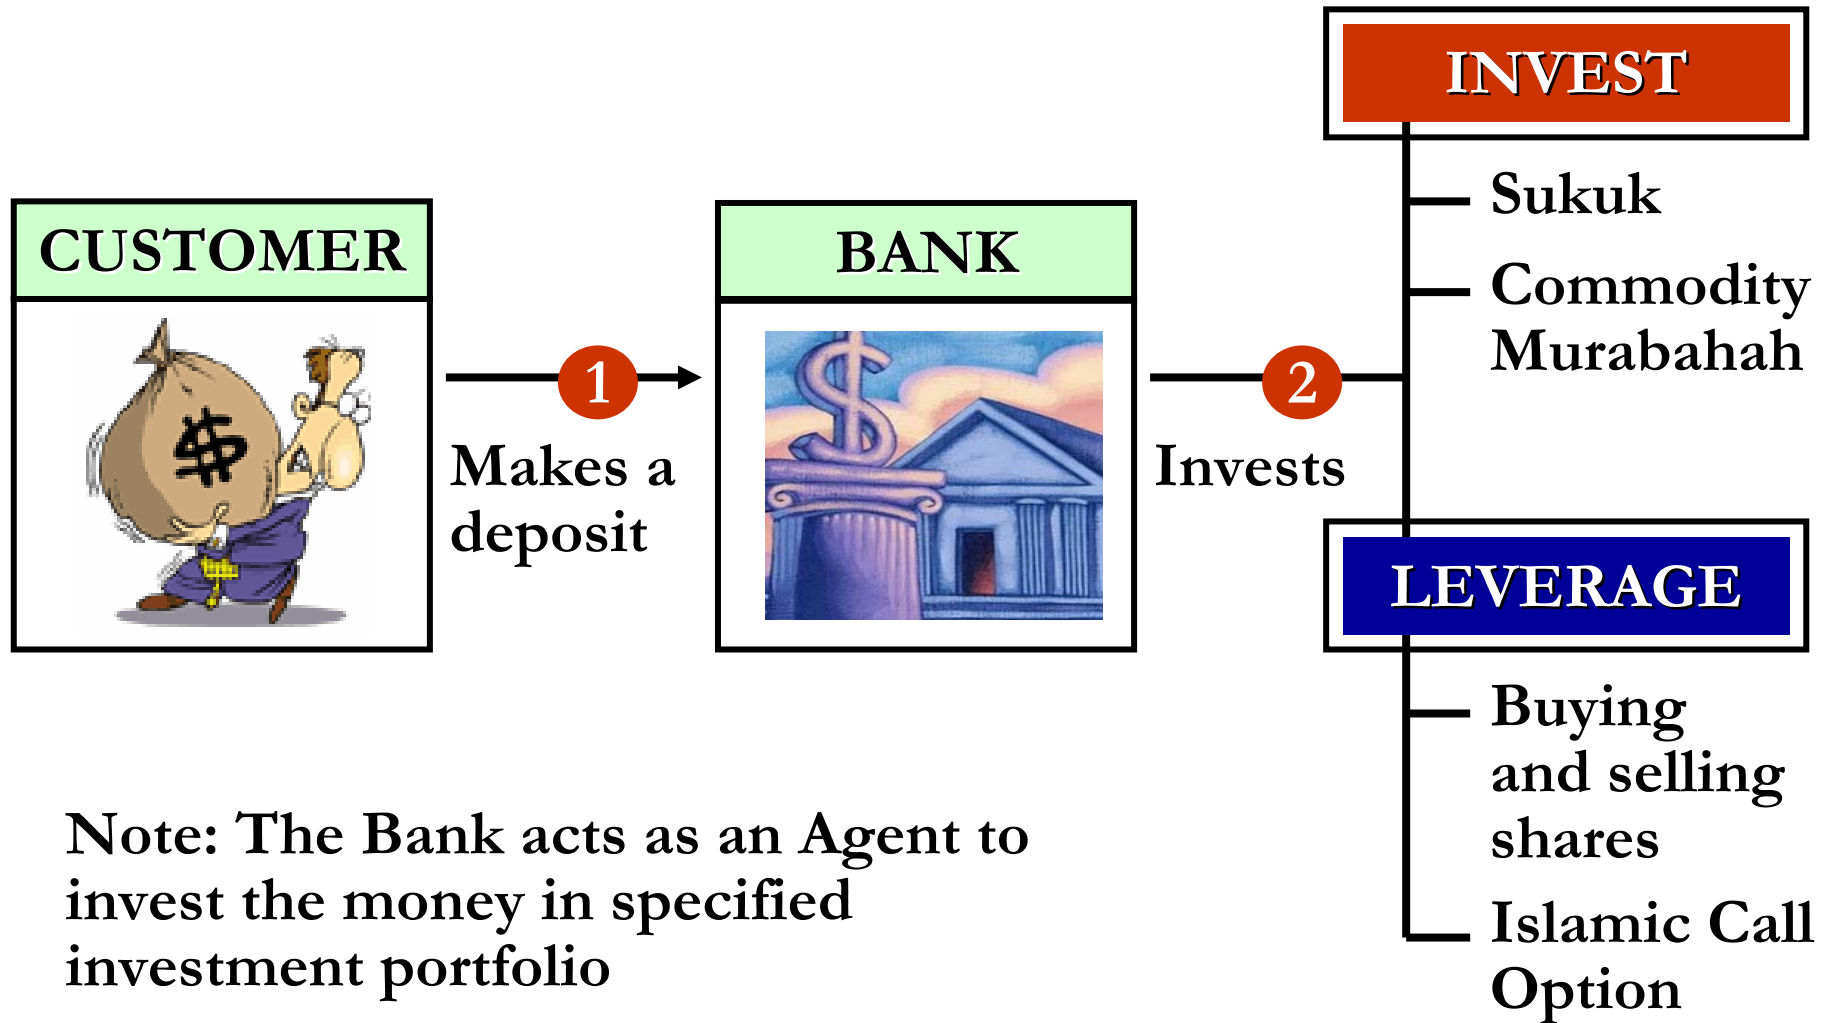 INVEST
Sukuk
Commodity
Murabahah
CUSTOMER
$
1
Makes a
deposit
BANK
$
2
Invests
LEVERAGE
Buying
and selling
shares
Islamic Call
Option
Note: The Bank acts as an Agent to
invest the money in specified
investment portfolio